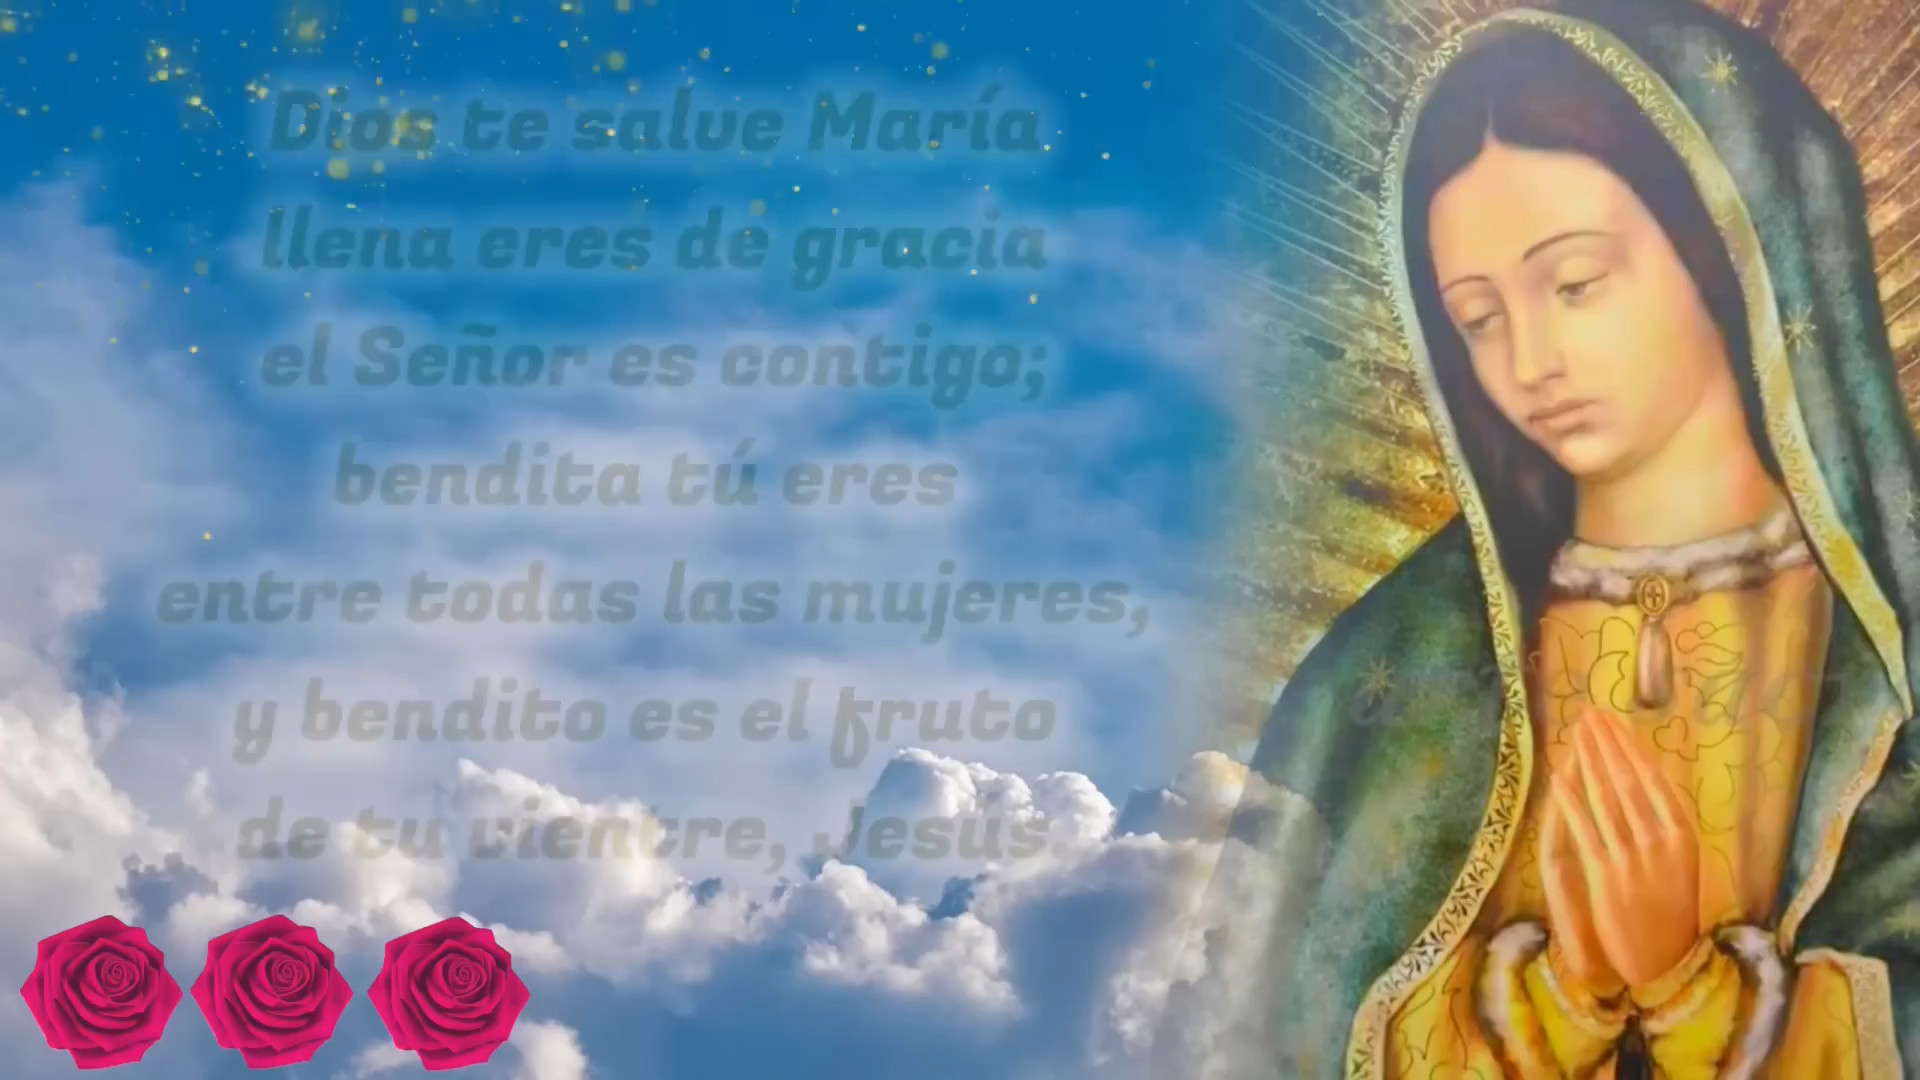 Dios te salve María
llena eres de gracia
el Señor es contigo;
bendita tú eres
entre todas las mujeres,
y bendito es el fruto
de tu vientre, Jesús.